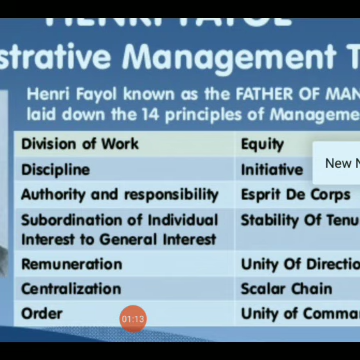 HENRI FAYOL
strative Management T
Henri Fayol known as the FATHER OF MAN
laid down the 14 principles of Manageme
Division of Work Equity
Discipline Initiative
New N
Authority and responsibility Esprit De Corps
Subordination of Individual Stability Of Tenu
Interest to General Interest
Remuneration Unity Of Directio
Centralization Scalar Chain
Order Unity of Comma
01:13